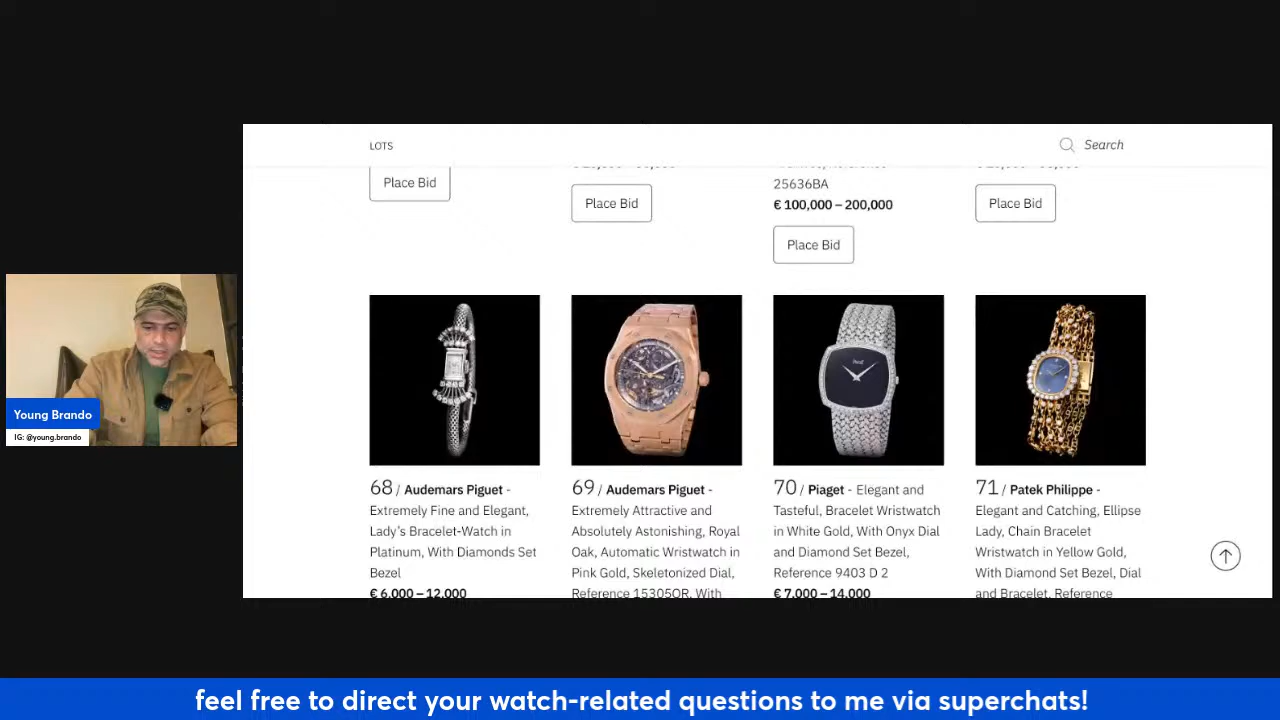 LOTS
Search
Place Bid
Place Bid
25636BA
€ 100,000 – 200,000
Place Bid
Place Bid
68 / Audemars Piguet -
Extremely Fine and Elegant,
Lady's Bracelet-Watch in
Platinum, With Diamonds Set
Bezel
€ 6,000 – 12,000
69 / Audemars Piguet -
Extremely Attractive and
Absolutely Astonishing, Royal
Oak, Automatic Wristwatch in
Pink Gold, Skeletonized Dial,
Reference 15305OR, With
70 / Piaget - Elegant and
Tasteful, Bracelet Wristwatch
in White Gold, With Onyx Dial
and Diamond Set Bezel,
Reference 9403 D 2
€ 7,000 – 14,000
71 / Patek Philippe -
Elegant and Catching, Ellipse
Lady, Chain Bracelet
Wristwatch in Yellow Gold,
With Diamond Set Bezel, Dial
and Bracelet, Reference
Young Brando
IG: @young.brando
feel free to direct your watch-related questions to me via superchats!